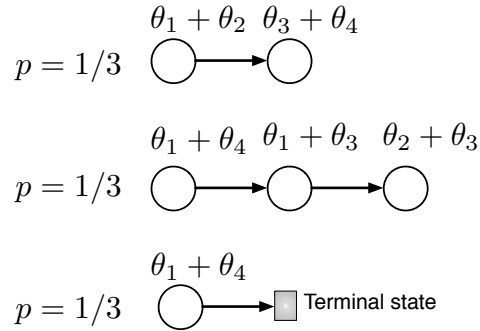 θ₁ + θ₂ θ₃ + θ₄
p = 1/3
θ₁ + θ₄ θ₁ + θ₃ θ₂ + θ₃
p = 1/3
θ₁ + θ₄
p = 1/3 Terminal state